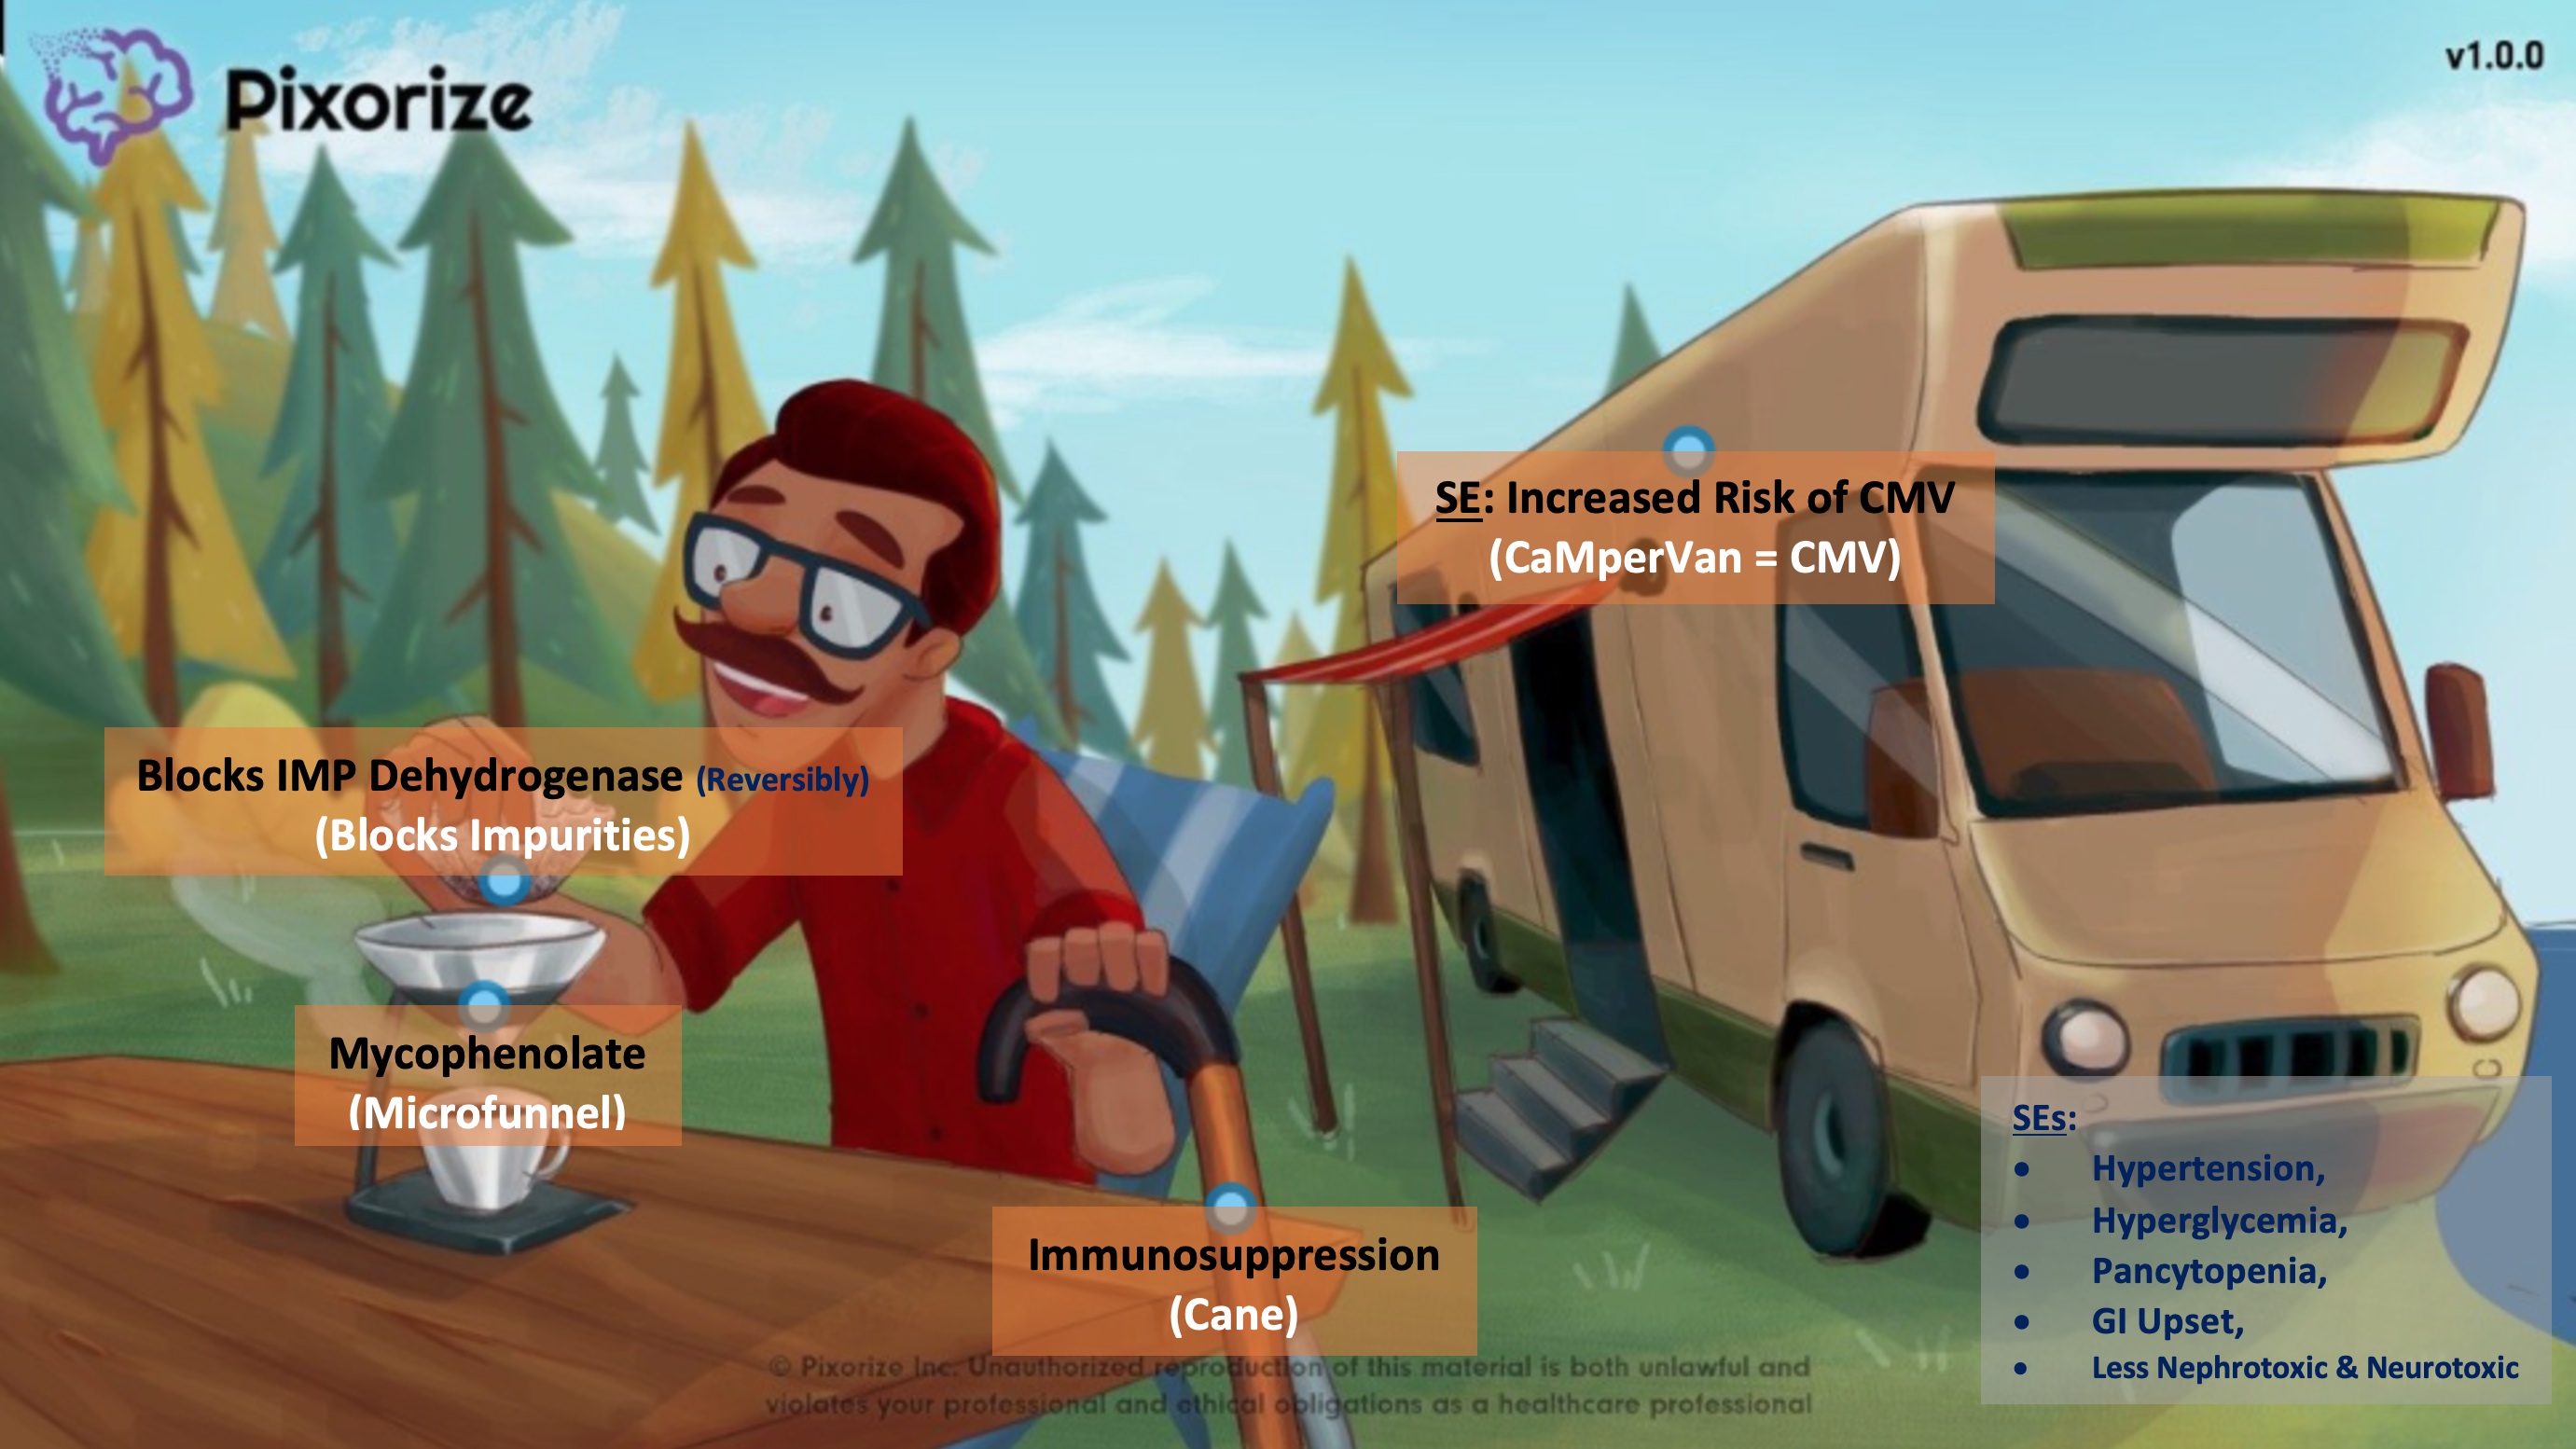 Pixorize
v1.0.0
SE: Increased Risk of CMV
(CaMperVan = CMV)
Blocks IMP Dehydrogenase (Reversibly)
(Blocks Impurities)
Mycophenolate
(Microfunnel)
Immunosuppression
(Cane)
SEs:
• Hypertension,
• Hyperglycemia,
• Pancytopenia,
• GI Upset,
• Less Nephrotoxic & Neurotoxic
© Pixorize Inc. Unauthorized reproduction of this material is both unlawful and
violates your professional and ethical obligations as a healthcare professional